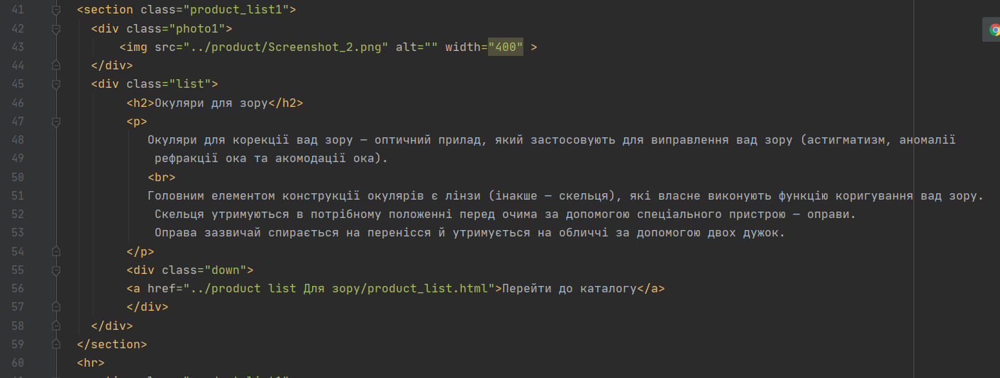 41 <section class="product_list1">
42 <div class="photo1">
43 <img src="../product/Screenshot_2.png" alt="" width="400" >
44 </div>
45 <div class="list">
46 <h2>Окуляри для зору</h2>
47 <p>
48 Окуляри для корекції вад зору — оптичний прилад, який застосовують для виправлення вад зору (астигматизм, аномалії
49 рефракції ока та акомодації ока).
50 <br>
51 Головним елементом конструкції окулярів є лінзи (інакше — скельця), які власне виконують функцію коригування вад зору.
52 Скельця утримуються в потрібному положенні перед очима за допомогою спеціального пристрою — оправи.
53 Оправа зазвичай спирається на перенісся й утримується на обличчі за допомогою двох дужок.
54 </p>
55 <div class="down">
56 <a href="../product list Для зору/product_list.html">Перейти до каталогу</a>
57 </div>
58 </div>
59 </section>
60 <hr>